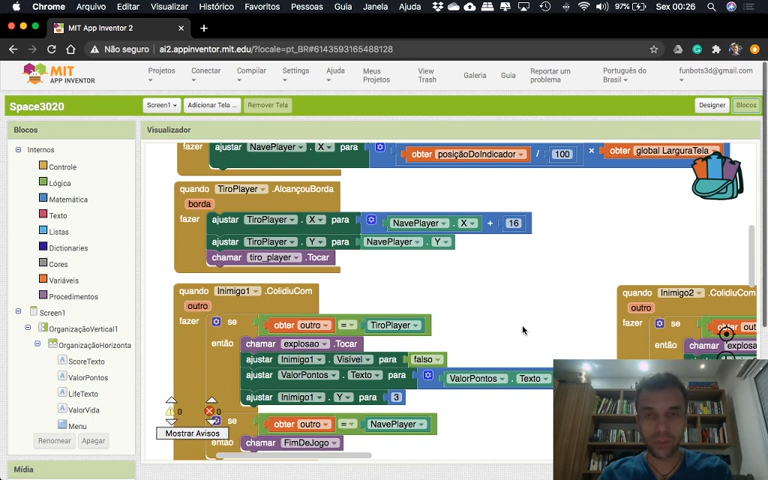 Chrome Arquivo Editar Visualizar Histórico Favoritos Pessoas Guia Janela Ajuda 97% Sex 00:26
MIT App Inventor 2
Não seguro ai2.appinventor.mit.edu/?locale=pt_BR#6143593165488128
MIT APP INVENTOR Projetos Conectar Compilar Settings Ajuda Meus Projetos View Trash Galeria Guia Reportar um problema Português do Brasil funbots3d@gmail.com
Space3020 Screen1 Adicionar Tela ... Remover Tela Designer Blocos
Blocos Visualizador
Internos
Controle
Lógica
Matemática
Texto
Listas
Dictionaries
Cores
Variáveis
Procedimentos
Screen1
OrganizaçãoVertical1
OrganizaçãoHorizonta
ScoreTexto
ValorPontos
LifeTexto
ValorVida
Menu
Renomear Apagar
Mídia
fazer ajustar NavePlayer . X para obter posiçãoDoIndicador / 100 × obter global LarguraTela
quando TiroPlayer .AlcançouBorda
borda
fazer ajustar TiroPlayer . X para NavePlayer . X + 16
ajustar TiroPlayer . Y para NavePlayer . Y
chamar tiro_player .Tocar
quando Inimigo1 .ColidiuCom
outro
fazer se obter outro = TiroPlayer
então chamar explosao .Tocar
ajustar Inimigo1 . Visível para falso
ajustar ValorPontos . Texto para ValorPontos . Texto
ajustar Inimigo1 . Y para 3
se obter outro = NavePlayer
então chamar FimDeJogo
0 0
Mostrar Avisos
quando Inimigo2 .ColidiuCom
outro
fazer se obter out
então chamar explosa